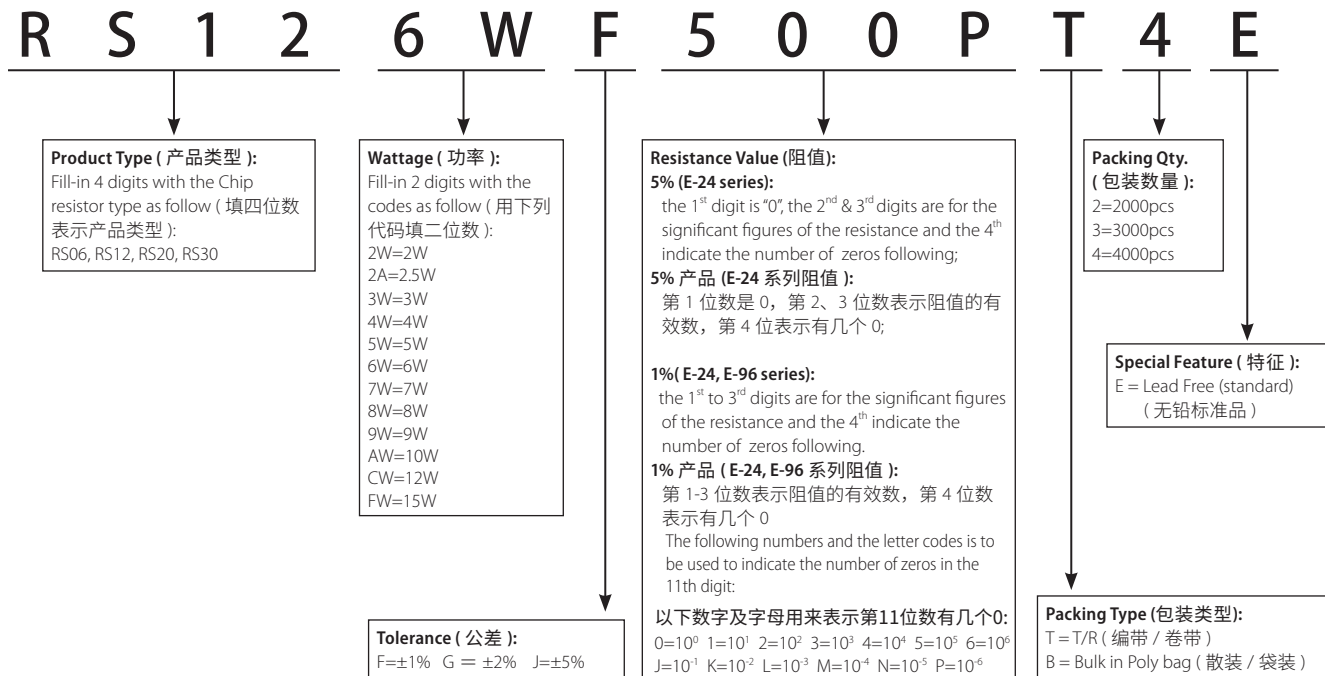 R S 1 2 6 W F 5 0 0 P T 4 E
Product Type ( 产品类型 ):
Fill-in 4 digits with the Chip
resistor type as follow ( 填四位数
表示产品类型 ):
RS06, RS12, RS20, RS30
Wattage ( 功率 ):
Fill-in 2 digits with the
codes as follow ( 用下列
代码填二位数 ):
2W=2W
2A=2.5W
3W=3W
4W=4W
5W=5W
6W=6W
7W=7W
8W=8W
9W=9W
AW=10W
CW=12W
FW=15W
Tolerance ( 公差 ):
F=±1% G = ±2% J=±5%
Resistance Value (阻值):
5% (E-24 series):
the 1st digit is "0", the 2nd & 3rd digits are for the
significant figures of the resistance and the 4th
indicate the number of zeros following;
5% 产品 (E-24 系列阻值 ):
第 1 位数是 0，第 2、3 位数表示阻值的有
效数，第 4 位表示有几个 0;
1%( E-24, E-96 series):
the 1st to 3rd digits are for the significant figures
of the resistance and the 4th indicate the
number of zeros following.
1% 产品 ( E-24, E-96 系列阻值 ):
第 1-3 位数表示阻值的有效数，第 4 位数
表示有几个 0
The following numbers and the letter codes is to
be used to indicate the number of zeros in the
11th digit:
以下数字及字母用来表示第11位数有几个0:
0=10⁰ 1=10¹ 2=10² 3=10³ 4=10⁴ 5=10⁵ 6=10⁶
J=10⁻¹ K=10⁻² L=10⁻³ M=10⁻⁴ N=10⁻⁵ P=10⁻⁶
Packing Qty.
( 包装数量 ):
2=2000pcs
3=3000pcs
4=4000pcs
Special Feature ( 特征 ):
E = Lead Free (standard)
( 无铅标准品 )
Packing Type (包装类型):
T = T/R ( 编带 / 卷带 )
B = Bulk in Poly bag ( 散装 / 袋装 )